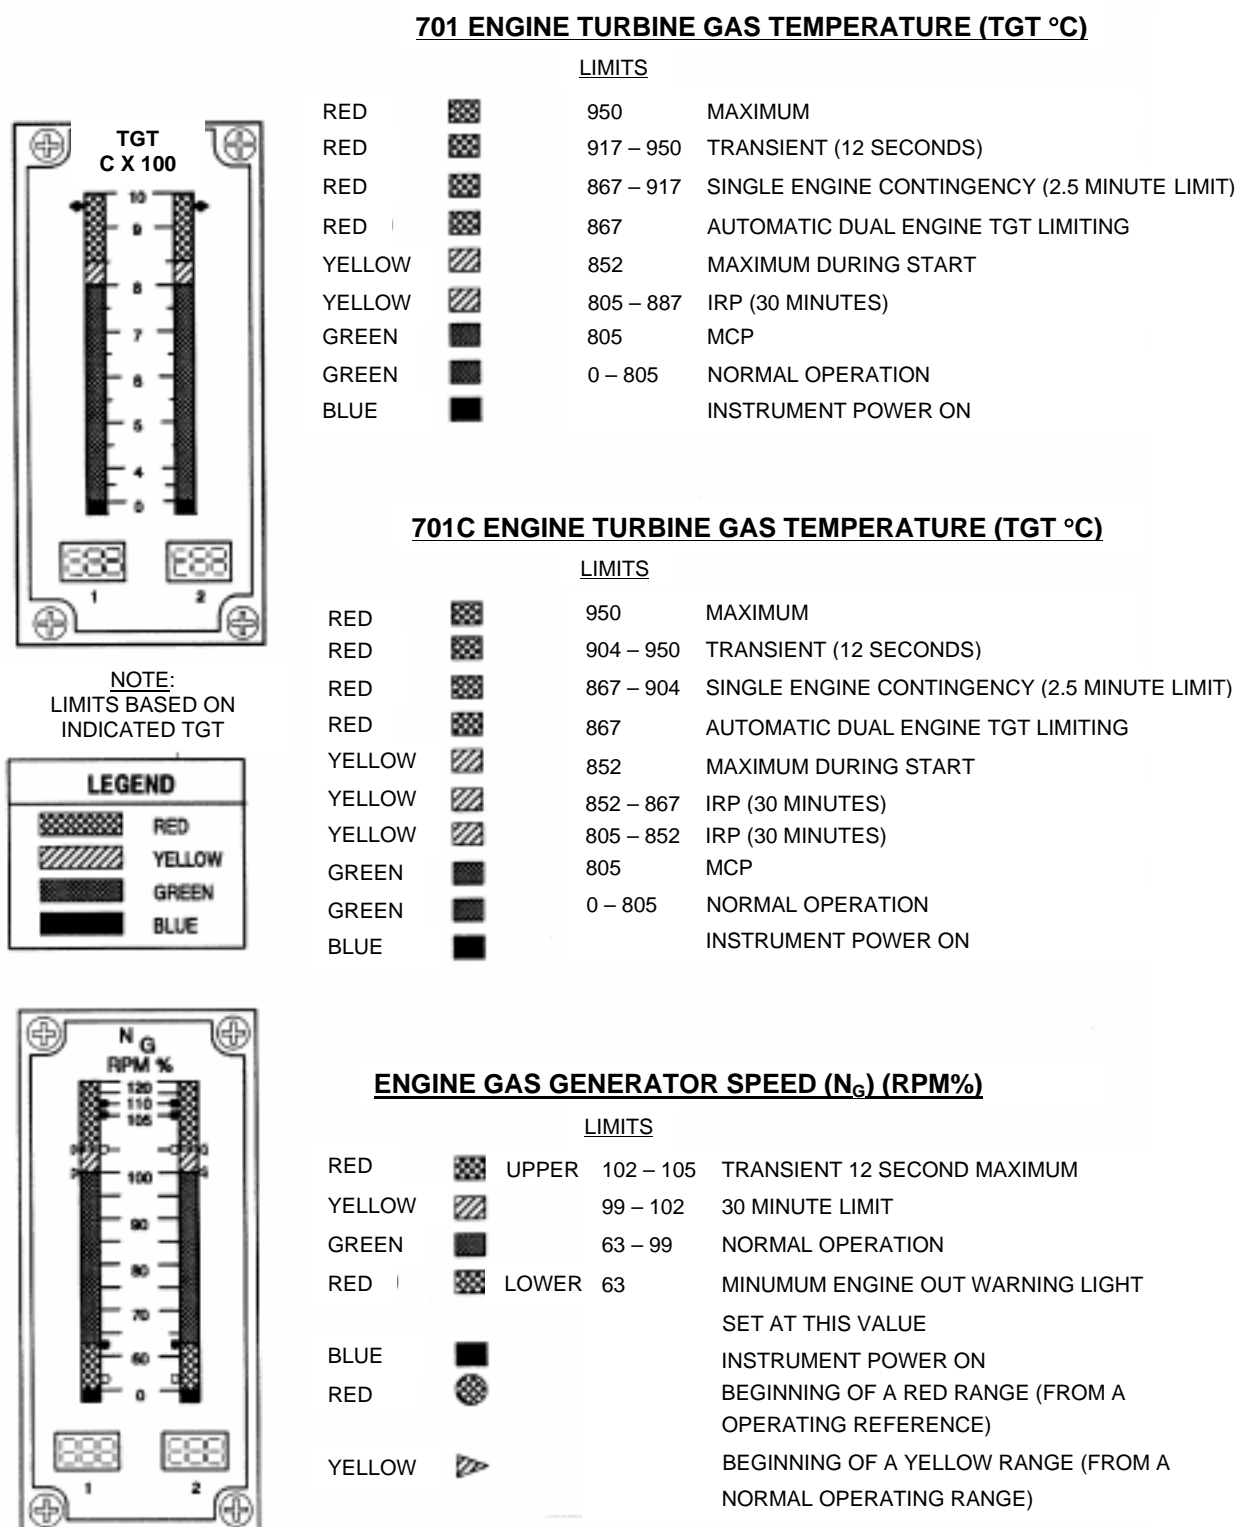 701 ENGINE TURBINE GAS TEMPERATURE (TGT °C)
LIMITS
RED 950 MAXIMUM
RED 917 – 950 TRANSIENT (12 SECONDS)
RED 867 – 917 SINGLE ENGINE CONTINGENCY (2.5 MINUTE LIMIT)
RED 867 AUTOMATIC DUAL ENGINE TGT LIMITING
YELLOW 852 MAXIMUM DURING START
YELLOW 805 – 887 IRP (30 MINUTES)
GREEN 805 MCP
GREEN 0 – 805 NORMAL OPERATION
BLUE INSTRUMENT POWER ON
TGT
C X 100
10
9
8
7
6
5
4
0
1 2
NOTE:
LIMITS BASED ON
INDICATED TGT
LEGEND
RED
YELLOW
GREEN
BLUE
701C ENGINE TURBINE GAS TEMPERATURE (TGT °C)
LIMITS
RED 950 MAXIMUM
RED 904 – 950 TRANSIENT (12 SECONDS)
RED 867 – 904 SINGLE ENGINE CONTINGENCY (2.5 MINUTE LIMIT)
RED 867 AUTOMATIC DUAL ENGINE TGT LIMITING
YELLOW 852 MAXIMUM DURING START
YELLOW 852 – 867 IRP (30 MINUTES)
YELLOW 805 – 852 IRP (30 MINUTES)
GREEN 805 MCP
GREEN 0 – 805 NORMAL OPERATION
BLUE INSTRUMENT POWER ON
NG
RPM %
120
110
105
100
90
80
70
60
0
1 2
ENGINE GAS GENERATOR SPEED (NG) (RPM%)
LIMITS
RED UPPER 102 – 105 TRANSIENT 12 SECOND MAXIMUM
YELLOW 99 – 102 30 MINUTE LIMIT
GREEN 63 – 99 NORMAL OPERATION
RED LOWER 63 MINUMUM ENGINE OUT WARNING LIGHT
SET AT THIS VALUE
BLUE INSTRUMENT POWER ON
RED BEGINNING OF A RED RANGE (FROM A
OPERATING REFERENCE)
YELLOW BEGINNING OF A YELLOW RANGE (FROM A
NORMAL OPERATING RANGE)